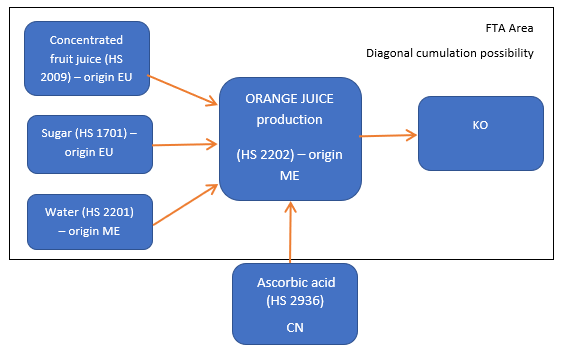 FTA Area
Diagonal cumulation possibility
Concentrated
fruit juice (HS
2009) – origin EU
Sugar (HS 1701) –
origin EU
Water (HS 2201)
– origin ME
ORANGE JUICE
production
(HS 2202) – origin
ME
KO
Ascorbic acid
(HS 2936)
CN